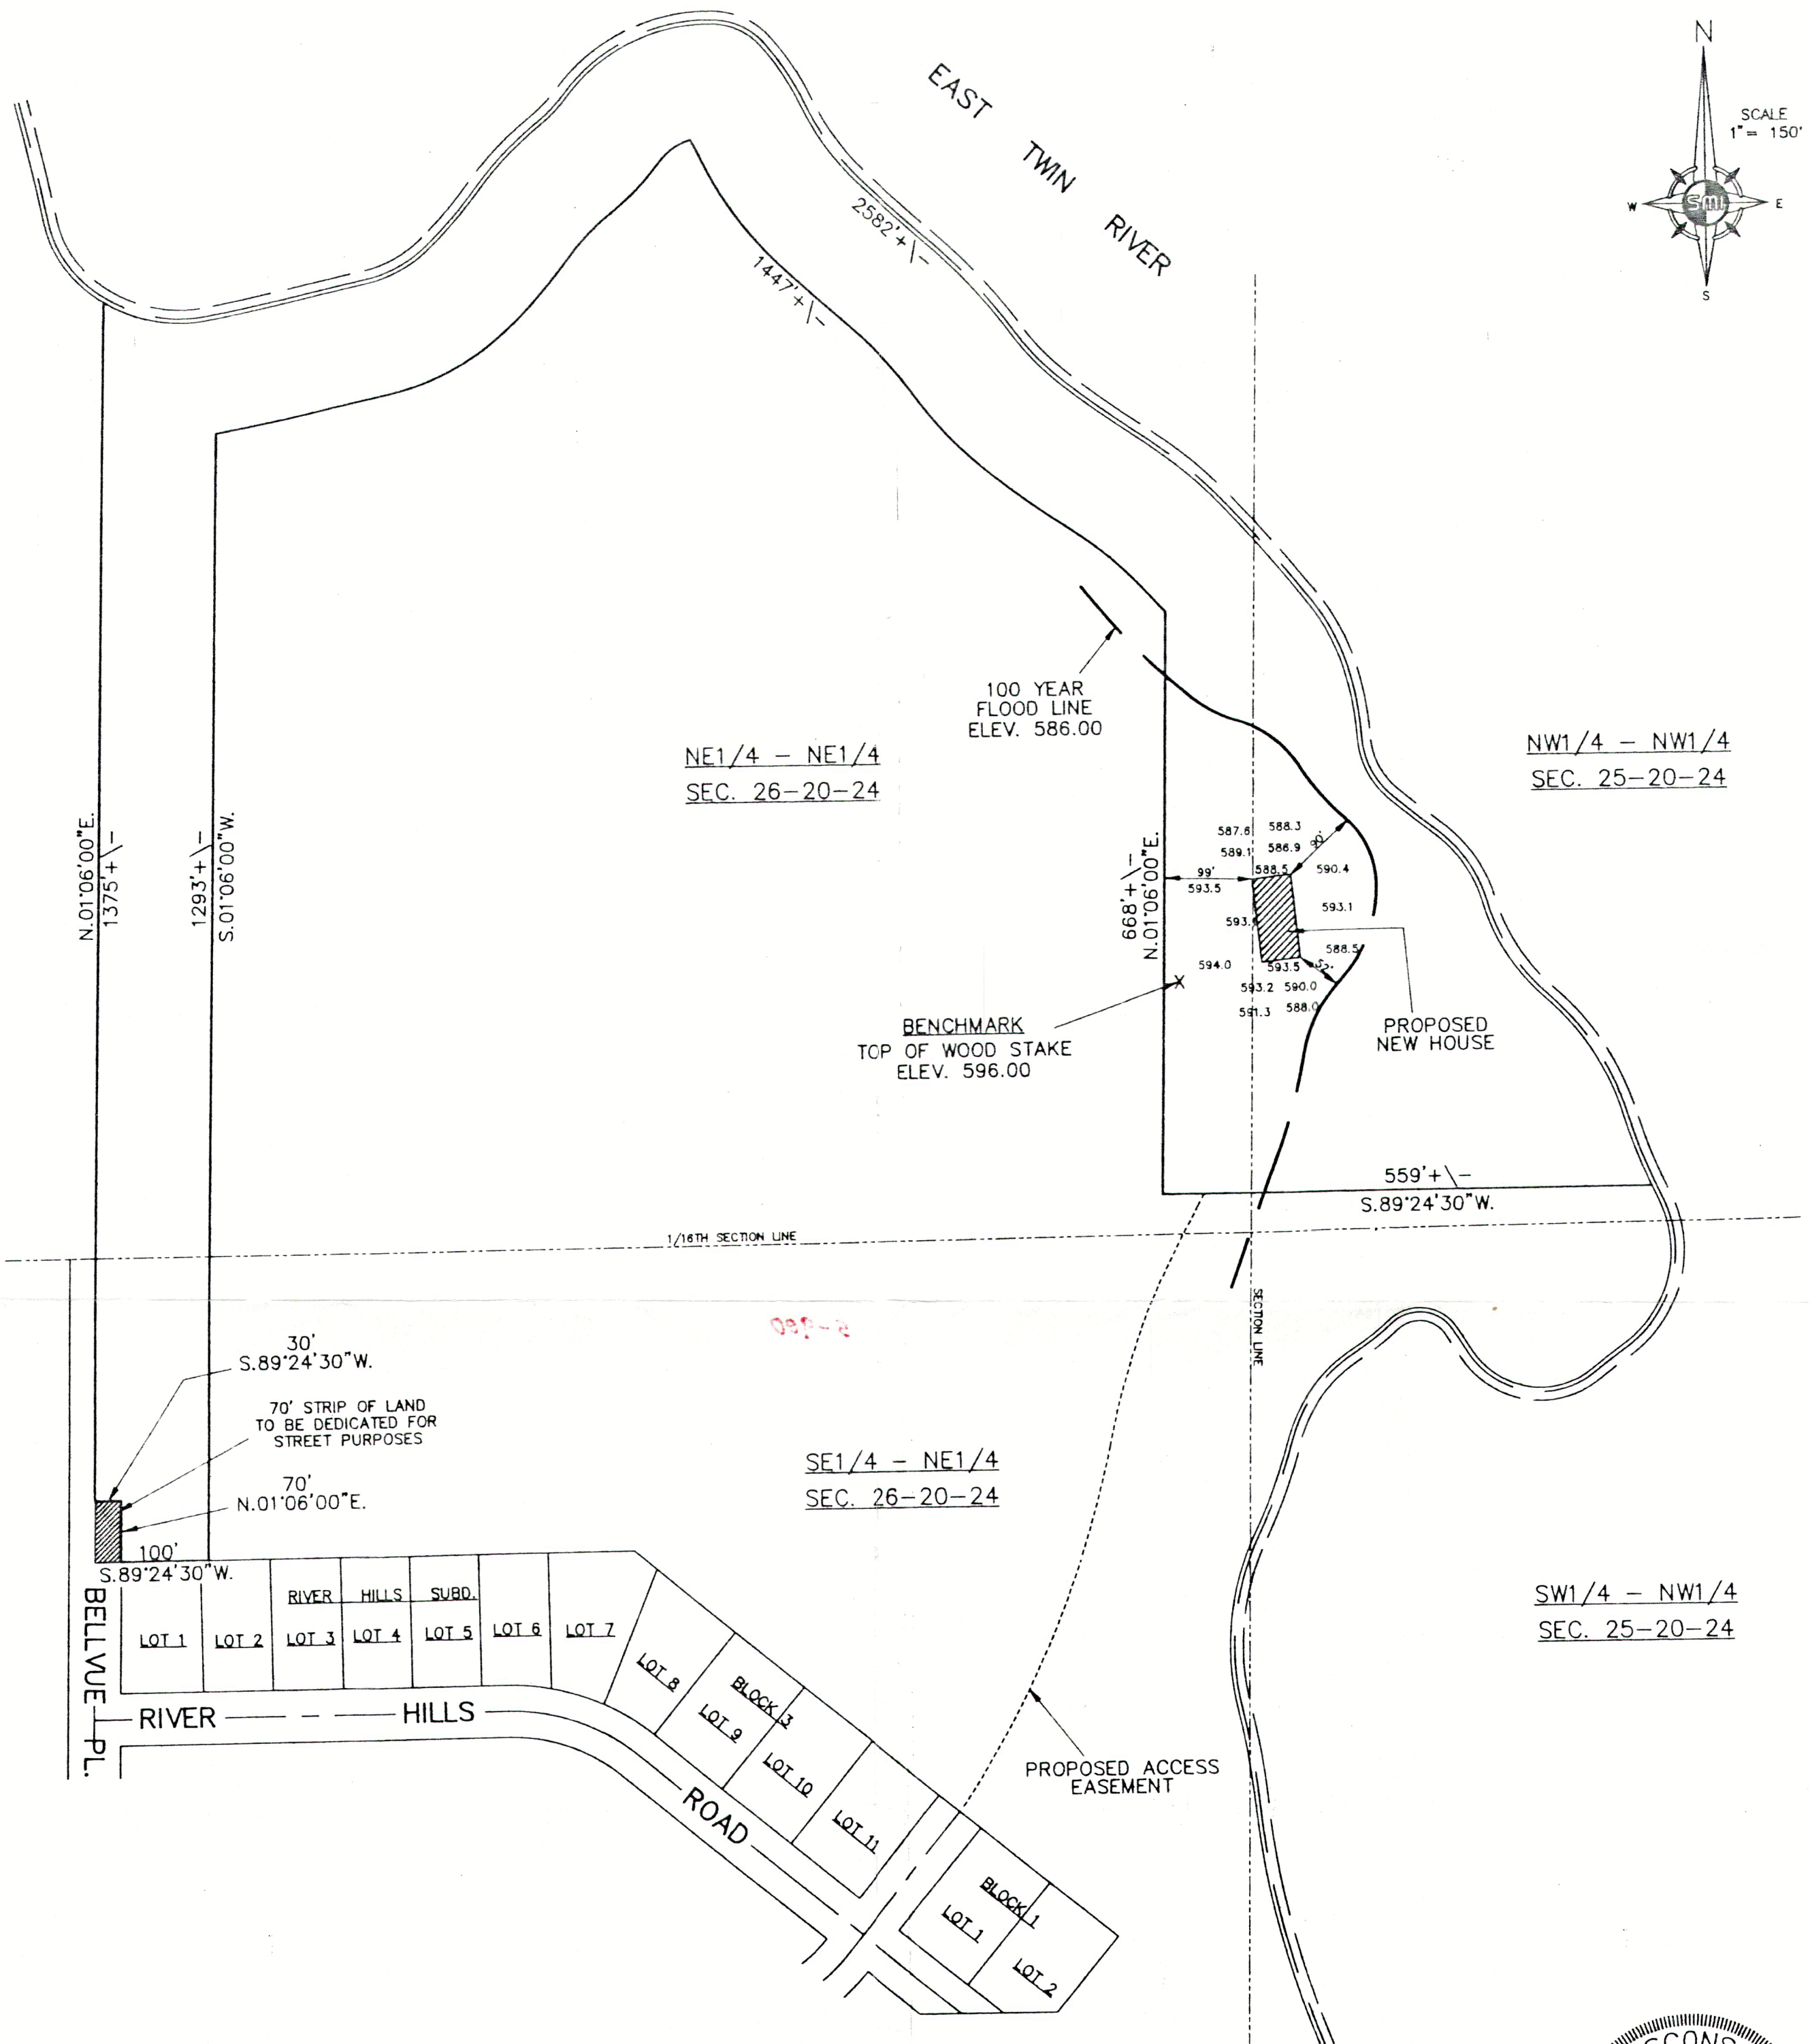 N
SCALE
1"= 150'
W
SMI
E
S
EAST
TWIN
RIVER
2582'+\-
1447'+\-
100 YEAR
FLOOD LINE
ELEV. 586.00
NE1/4 - NE1/4
SEC. 26-20-24
NW1/4 - NW1/4
SEC. 25-20-24
N.01°06'00"E.
1375'+\-
1293'+\-
S.01°06'00"W.
668'+\-
N.01°06'00"E.
587.6
588.3
589.1
586.9
90'
99'
588.5
590.4
593.5
593.1
588.5
594.0
593.5
52'
593.2
590.0
591.3
588.0
BENCHMARK
TOP OF WOOD STAKE
ELEV. 596.00
X
PROPOSED
NEW HOUSE
559'+\-
S.89°24'30"W.
1/16TH SECTION LINE
SECTION LINE
30'
S.89°24'30"W.
70' STRIP OF LAND
TO BE DEDICATED FOR
STREET PURPOSES
70'
N.01°06'00"E.
100'
S.89°24'30"W.
SE1/4 - NE1/4
SEC. 26-20-24
SW1/4 - NW1/4
SEC. 25-20-24
BELLVUE PL.
RIVER HILLS SUBD.
LOT 1
LOT 2
LOT 3
LOT 4
LOT 5
LOT 6
LOT 7
LOT 8
BLOCK 3
LOT 9
LOT 10
LOT 11
RIVER HILLS
ROAD
PROPOSED ACCESS
EASEMENT
BLOCK 1
LOT 1
LOT 2